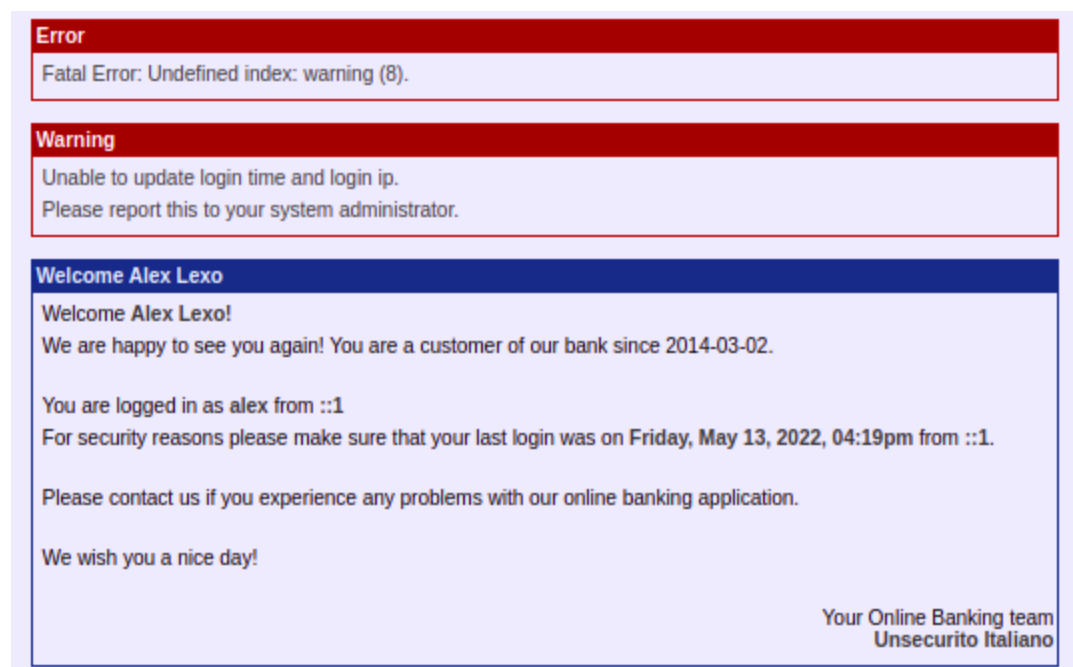 Error
Fatal Error: Undefined index: warning (8).
Warning
Unable to update login time and login ip.
Please report this to your system administrator.
Welcome Alex Lexo
Welcome Alex Lexo!
We are happy to see you again! You are a customer of our bank since 2014-03-02.
You are logged in as alex from ::1
For security reasons please make sure that your last login was on Friday, May 13, 2022, 04:19pm from ::1.
Please contact us if you experience any problems with our online banking application.
We wish you a nice day!
Your Online Banking team
Unsecurito Italiano